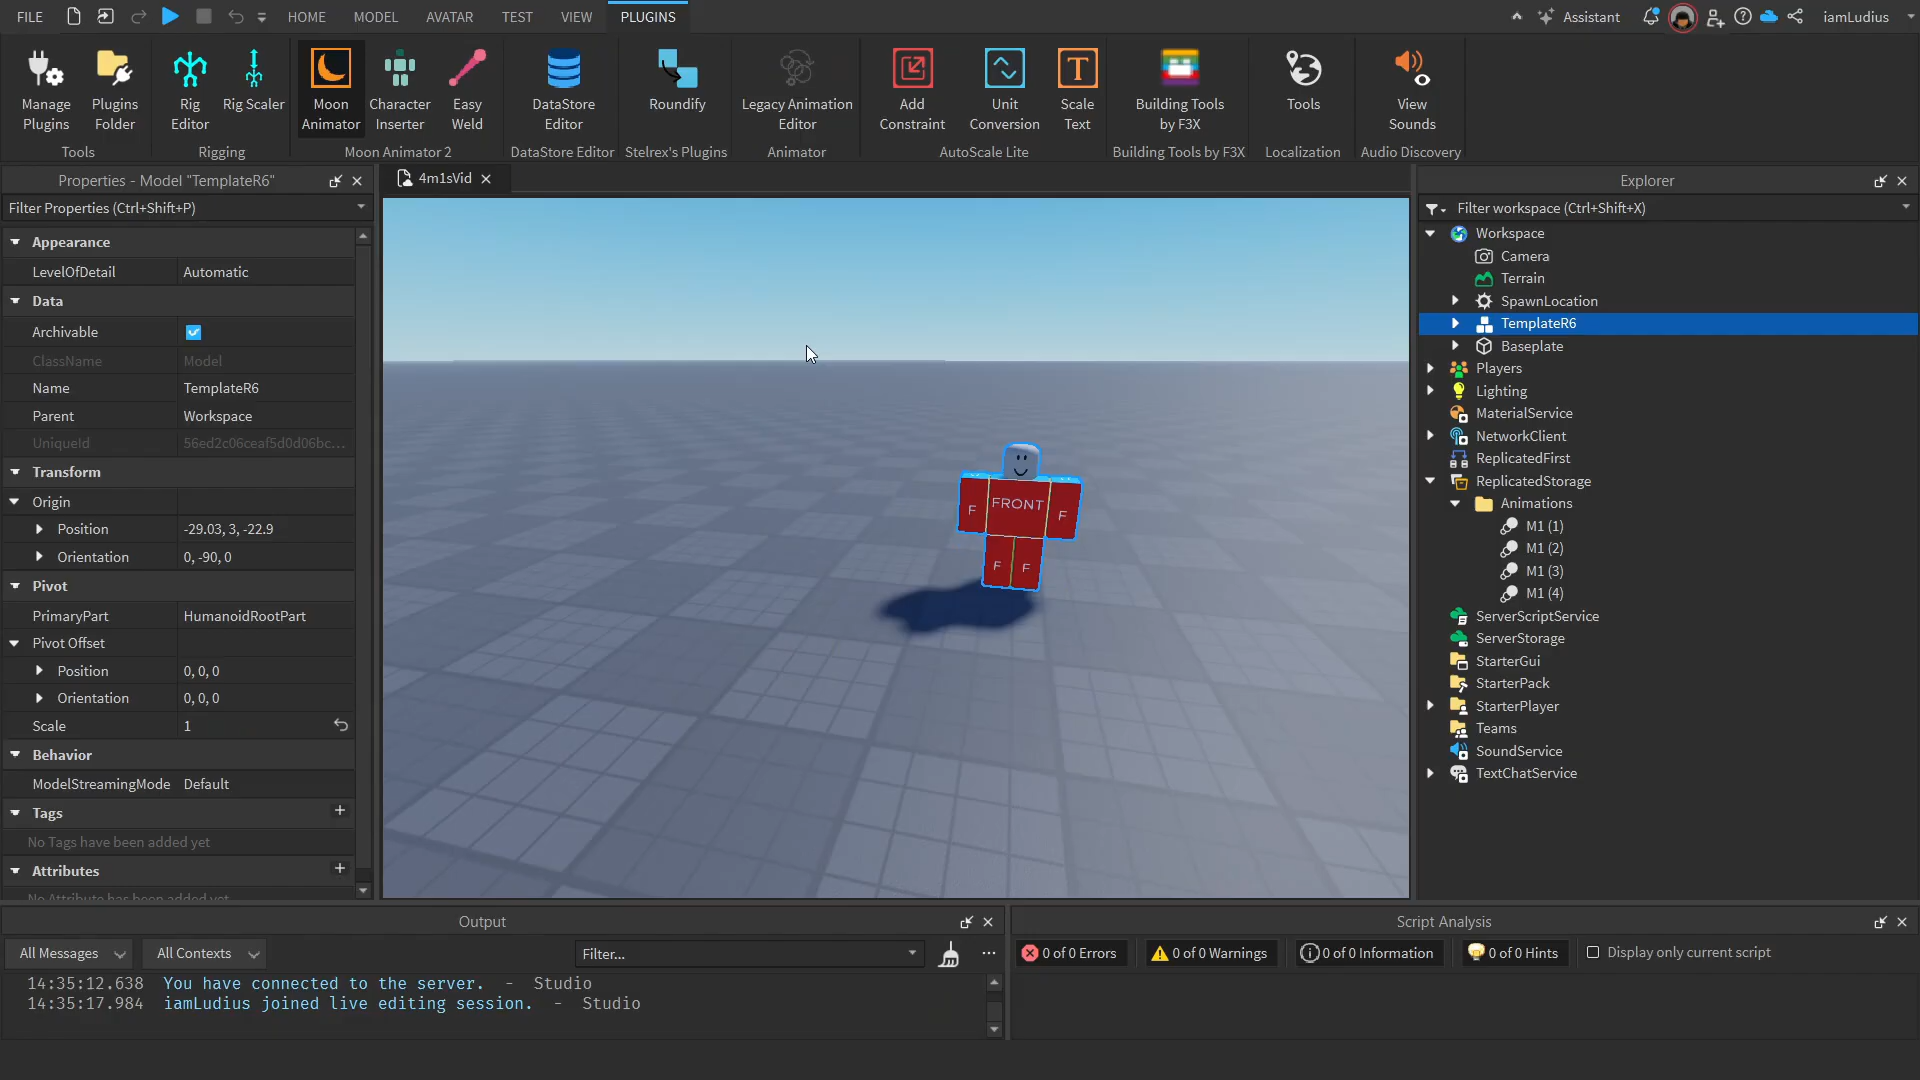 FILE
HOME
MODEL
AVATAR
TEST
VIEW
PLUGINS
Assistant
iamLudius
Manage Plugins
Plugins Folder
Rig Editor
Rig Scaler
Moon Animator
Character Inserter
Easy Weld
DataStore Editor
Roundify
Legacy Animation Editor
Add Constraint
Unit Conversion
Scale Text
Building Tools by F3X
Tools
View Sounds
Tools
Rigging
Moon Animator 2
DataStore Editor
Stelrex's Plugins
Animator
AutoScale Lite
Building Tools by F3X
Localization
Audio Discovery
Properties - Model "TemplateR6"
Filter Properties (Ctrl+Shift+P)
Appearance
LevelOfDetail Automatic
Data
Archivable
ClassName Model
Name TemplateR6
Parent Workspace
UniqueId 56ed2c06ceaf5d0d06bc...
Transform
Origin
Position -29.03, 3, -22.9
Orientation 0, -90, 0
Pivot
PrimaryPart HumanoidRootPart
Pivot Offset
Position 0, 0, 0
Orientation 0, 0, 0
Scale 1
Behavior
ModelStreamingMode Default
Tags +
No Tags have been added yet
Attributes +
No Attribute has been added yet
4m1sVid
F FRONT F
F F
Explorer
Filter workspace (Ctrl+Shift+X)
Workspace
Camera
Terrain
SpawnLocation
TemplateR6
Baseplate
Players
Lighting
MaterialService
NetworkClient
ReplicatedFirst
ReplicatedStorage
Animations
M1 (1)
M1 (2)
M1 (3)
M1 (4)
ServerScriptService
ServerStorage
StarterGui
StarterPack
StarterPlayer
Teams
SoundService
TextChatService
Output
All Messages All Contexts Filter...
14:35:12.638 You have connected to the server. - Studio
14:35:17.984 iamLudius joined live editing session. - Studio
Script Analysis
0 of 0 Errors 0 of 0 Warnings 0 of 0 Information 0 of 0 Hints Display only current script